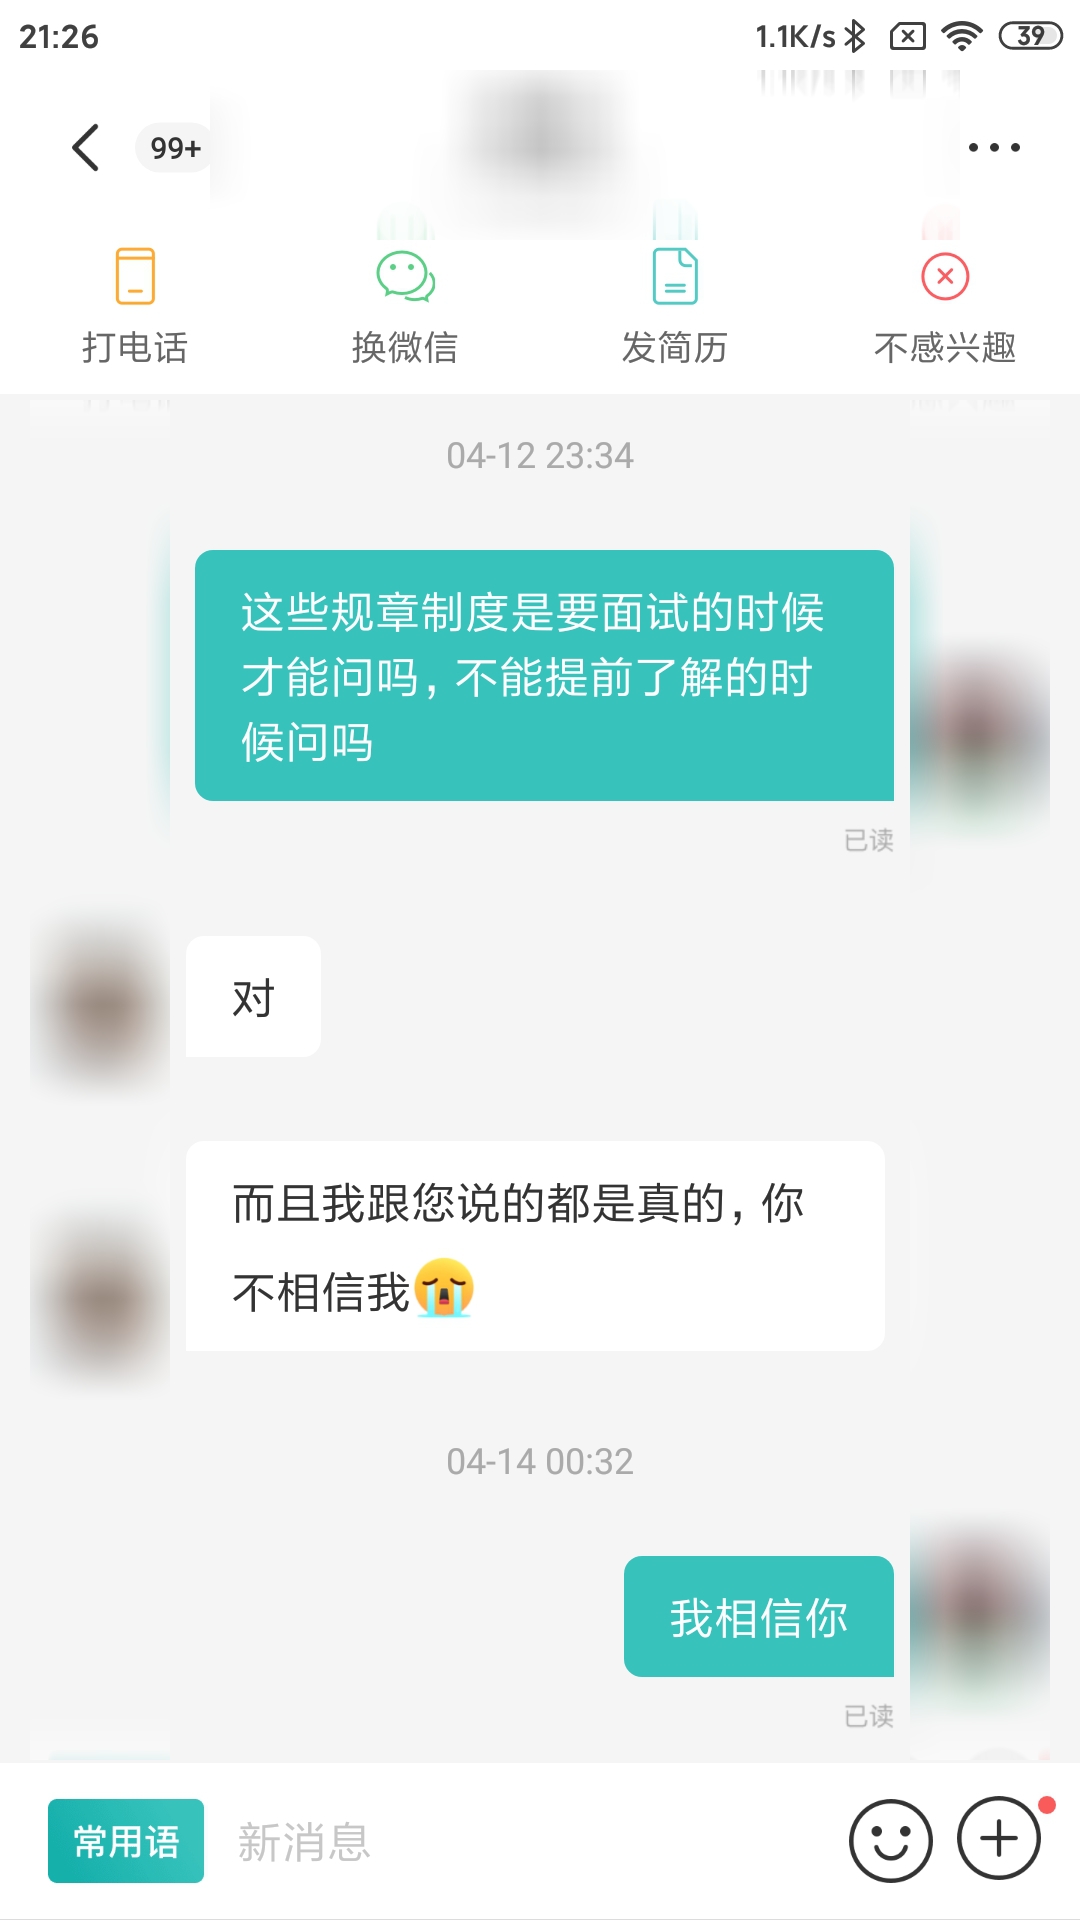 21:26
1.1K/s
39
99+
打电话
换微信
发简历
不感兴趣
04-12 23:34
这些规章制度是要面试的时候
才能问吗，不能提前了解的时
候问吗
已读
对
而且我跟您说的都是真的，你
不相信我😭
04-14 00:32
我相信你
已读
常用语
新消息